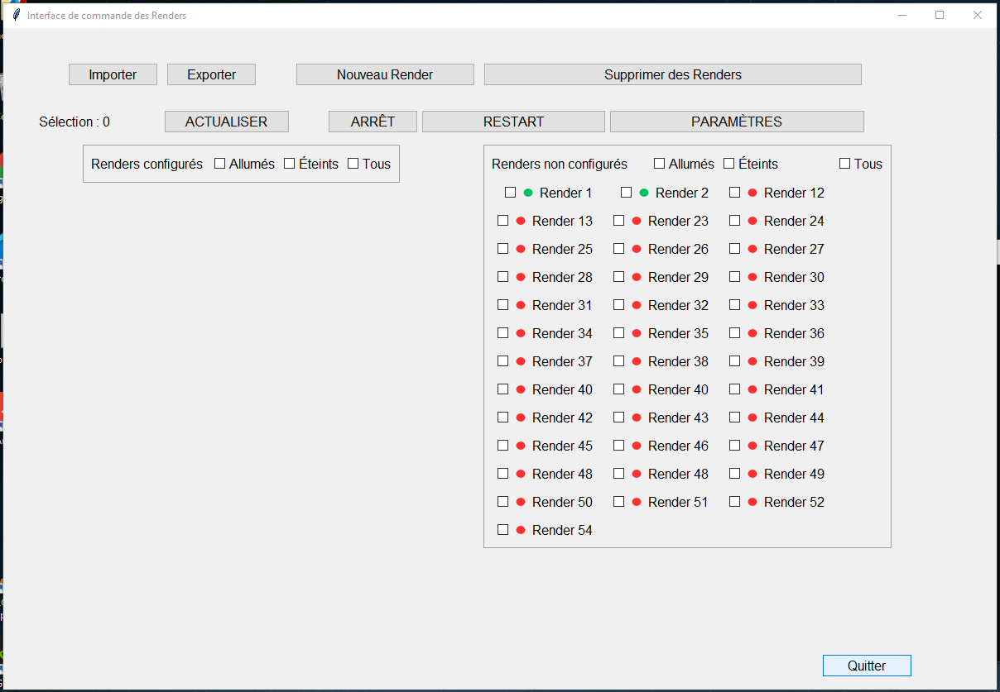 Interface de commande des Renders
Importer Exporter Nouveau Render Supprimer des Renders
Sélection : 0 ACTUALISER ARRÊT RESTART PARAMÈTRES
Renders configurés Allumés Éteints Tous
Renders non configurés Allumés Éteints Tous
Render 1 Render 2 Render 12
Render 13 Render 23 Render 24
Render 25 Render 26 Render 27
Render 28 Render 29 Render 30
Render 31 Render 32 Render 33
Render 34 Render 35 Render 36
Render 37 Render 38 Render 39
Render 40 Render 40 Render 41
Render 42 Render 43 Render 44
Render 45 Render 46 Render 47
Render 48 Render 48 Render 49
Render 50 Render 51 Render 52
Render 54
Quitter